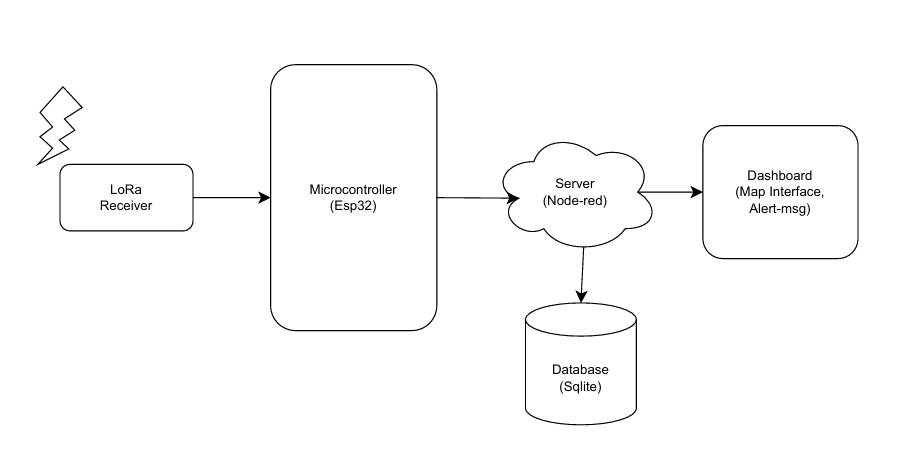 LoRa
Receiver
Microcontroller
(Esp32)
Server
(Node-red)
Dashboard
(Map Interface,
Alert-msg)
Database
(Sqlite)